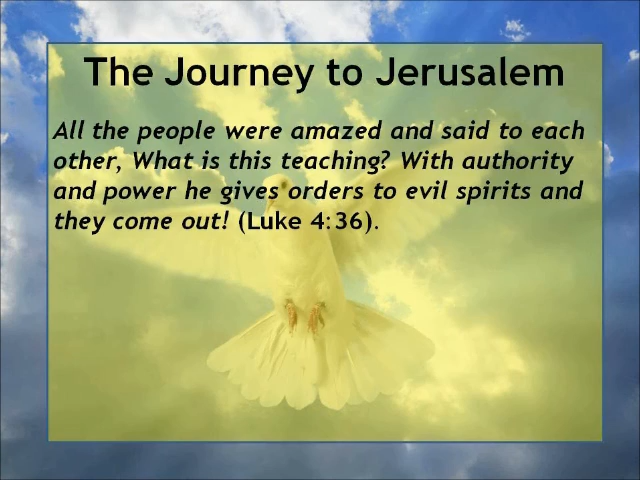 The Journey to Jerusalem
All the people were amazed and said to each
other, What is this teaching? With authority
and power he gives orders to evil spirits and
they come out! (Luke 4:36).